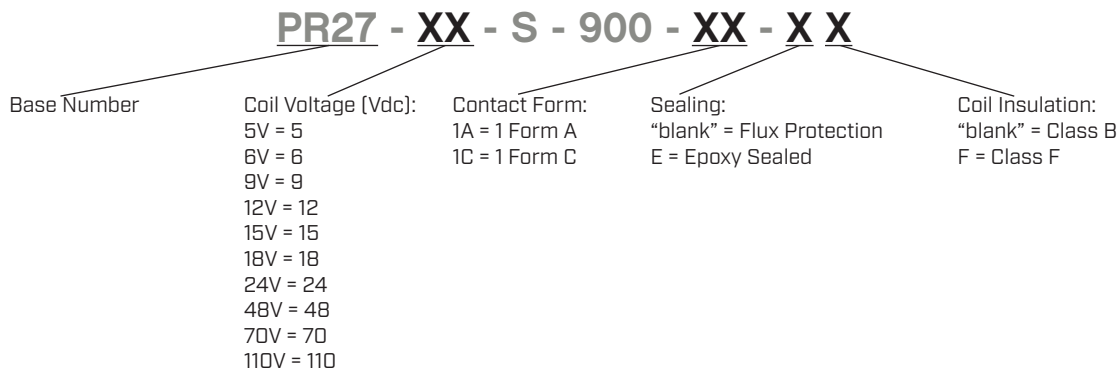 PR27 - XX - S - 900 - XX - X X
Base Number
Coil Voltage (Vdc):
5V = 5
6V = 6
9V = 9
12V = 12
15V = 15
18V = 18
24V = 24
48V = 48
70V = 70
110V = 110
Contact Form:
1A = 1 Form A
1C = 1 Form C
Sealing:
“blank” = Flux Protection
E = Epoxy Sealed
Coil Insulation:
“blank” = Class B
F = Class F